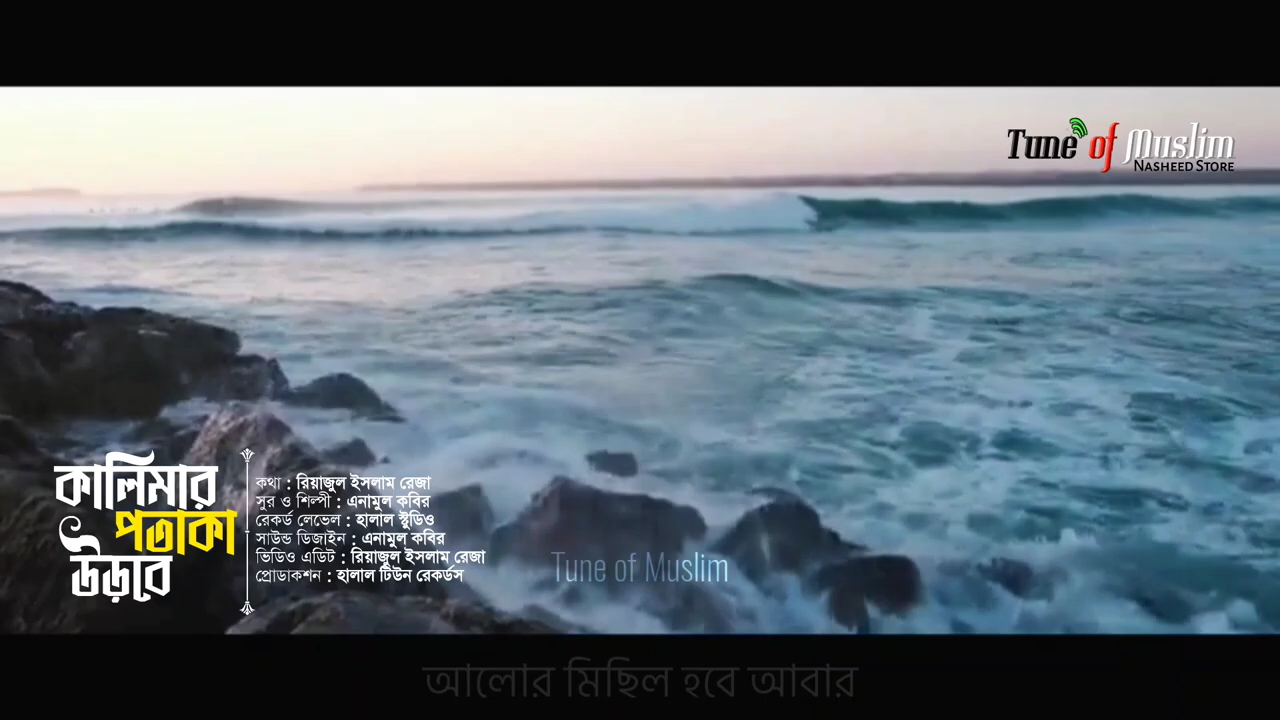 Tune of Muslim
NASHEED STORE
কালিমার
পতাকা
উড়বে
কথা : রিয়াজুল ইসলাম রেজা
সুর ও শিল্পী : এনামুল কবির
রেকর্ড লেভেল : হালাল স্টুডিও
সাউন্ড ডিজাইন : এনামুল কবির
ভিডিও এডিট : রিয়াজুল ইসলাম রেজা
প্রোডাকশন : হালাল টিউন রেকর্ডস
Tune of Muslim
আলোর মিছিল হবে আবার